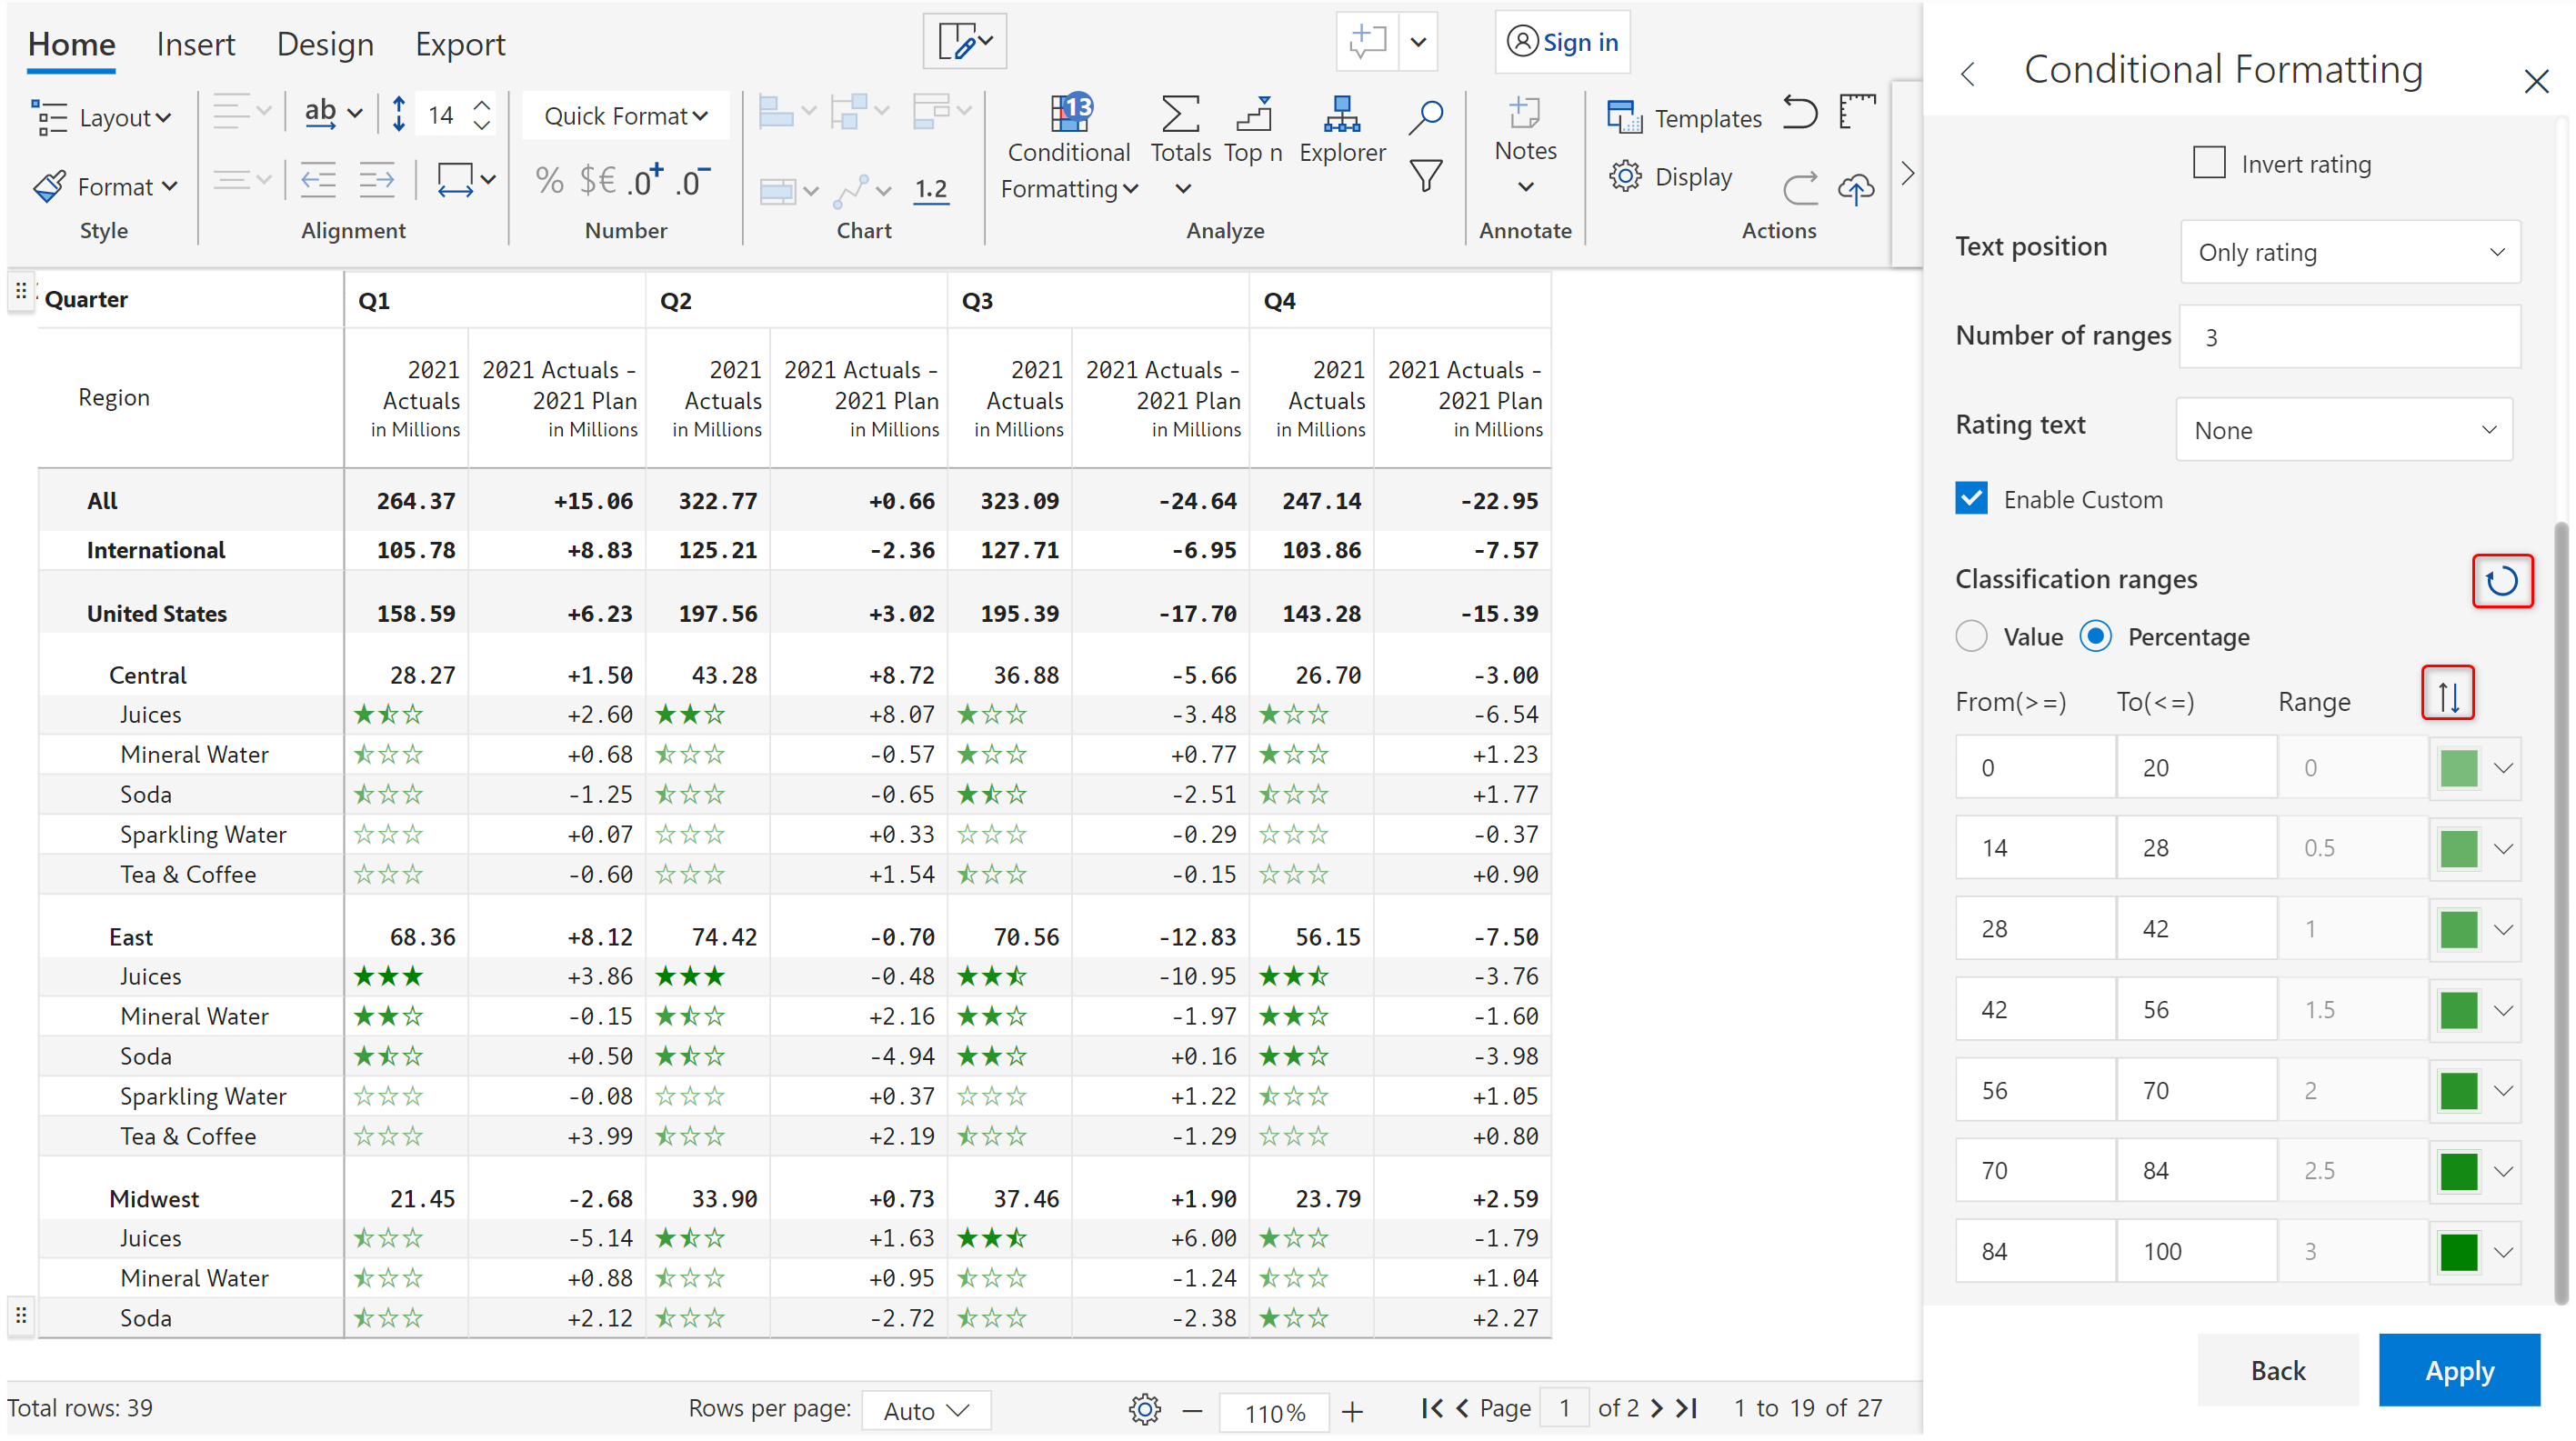 Home Insert Design Export Sign in
Layout ab 14 Quick Format 13 Conditional Formatting Totals Top n Explorer Notes Templates
Format % $€ .0+ .0- 1.2 Display
Style Alignment Number Chart Analyze Annotate Actions
Quarter Q1 Q2 Q3 Q4
Region 2021 Actuals in Millions 2021 Actuals - 2021 Plan in Millions 2021 Actuals in Millions 2021 Actuals - 2021 Plan in Millions 2021 Actuals in Millions 2021 Actuals - 2021 Plan in Millions 2021 Actuals in Millions 2021 Actuals - 2021 Plan in Millions
All 264.37 +15.06 322.77 +0.66 323.09 -24.64 247.14 -22.95
International 105.78 +8.83 125.21 -2.36 127.71 -6.95 103.86 -7.57
United States 158.59 +6.23 197.56 +3.02 195.39 -17.70 143.28 -15.39
Central 28.27 +1.50 43.28 +8.72 36.88 -5.66 26.70 -3.00
Juices +2.60 +8.07 -3.48 -6.54
Mineral Water +0.68 -0.57 +0.77 +1.23
Soda -1.25 -0.65 -2.51 +1.77
Sparkling Water +0.07 +0.33 -0.29 -0.37
Tea & Coffee -0.60 +1.54 -0.15 +0.90
East 68.36 +8.12 74.42 -0.70 70.56 -12.83 56.15 -7.50
Juices +3.86 -0.48 -10.95 -3.76
Mineral Water -0.15 +2.16 -1.97 -1.60
Soda +0.50 -4.94 +0.16 -3.98
Sparkling Water -0.08 +0.37 +1.22 +1.05
Tea & Coffee +3.99 +2.19 -1.29 +0.80
Midwest 21.45 -2.68 33.90 +0.73 37.46 +1.90 23.79 +2.59
Juices -5.14 +1.63 +6.00 -1.79
Mineral Water +0.88 +0.95 -1.24 +1.04
Soda +2.12 -2.72 -2.38 +2.27
Total rows: 39 Rows per page: Auto 110% Page 1 of 2 1 to 19 of 27
Conditional Formatting
Invert rating
Text position Only rating
Number of ranges 3
Rating text None
Enable Custom
Classification ranges
Value Percentage
From(>=) To(<=) Range
0 20 0
14 28 0.5
28 42 1
42 56 1.5
56 70 2
70 84 2.5
84 100 3
Back Apply